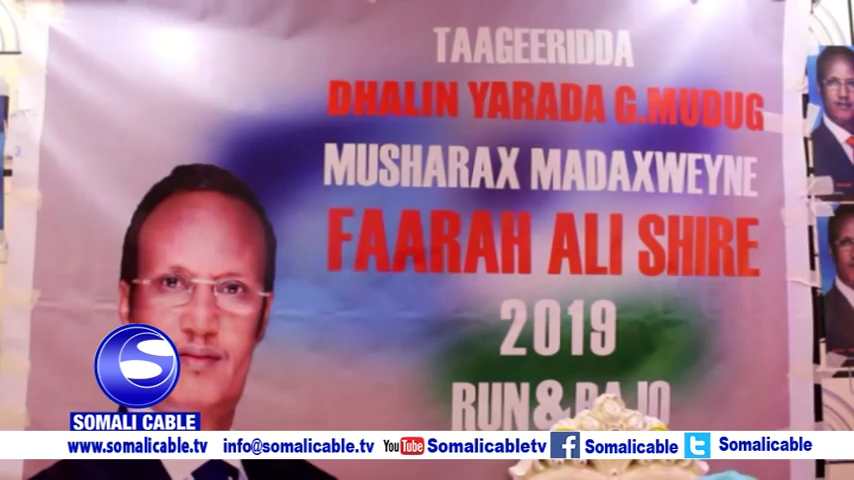 TAAGEERIDDA
DHALIN YARADA G.MUDUG
MUSHARAX MADAXWEYNE
FAARAH ALI SHIRE
2019
RUN &
S
SOMALI CABLE
www.somalicable.tv info@somalicable.tv YouTube Somalicabletv f Somalicable Somalicable